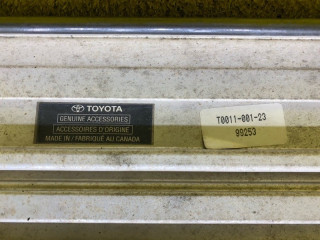 TOYOTA
GENUINE ACCESSORIES
ACCESSOIRES D'ORIGINE
MADE IN / FABRIQUÉ AU CANADA
T0011-001-23
99253